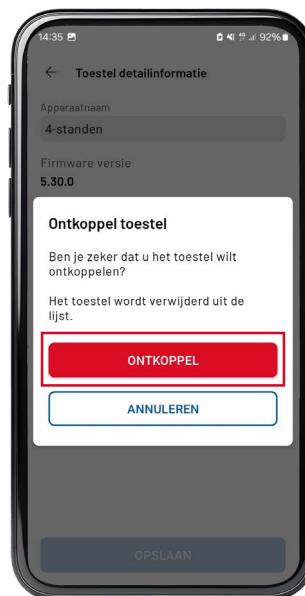 14:35 92%
Toestel detailinformatie
Apparaatnaam
4-standen
Firmware versie
5.30.0
Ontkoppel toestel
Ben je zeker dat u het toestel wilt
ontkoppelen?
Het toestel wordt verwijderd uit de
lijst.
ONTKOPPEL
ANNULEREN
OPSLAAN